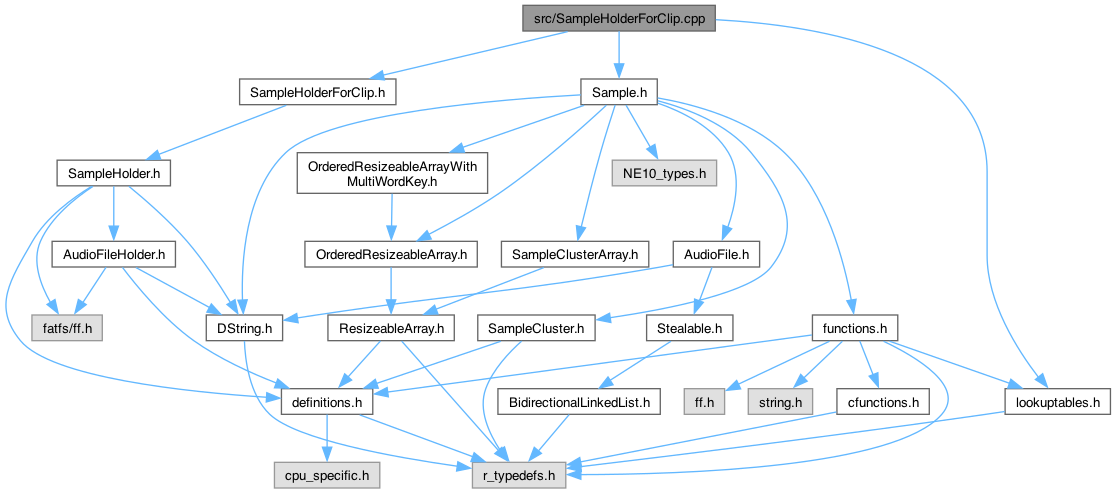 src/SampleHolderForClip.cpp
SampleHolderForClip.h
Sample.h
SampleHolder.h
OrderedResizeableArrayWith
MultiWordKey.h
NE10_types.h
AudioFileHolder.h
OrderedResizeableArray.h
SampleClusterArray.h
AudioFile.h
fatfs/ff.h
DString.h
ResizeableArray.h
SampleCluster.h
Stealable.h
functions.h
definitions.h
BidirectionalLinkedList.h
ff.h
string.h
cfunctions.h
lookuptables.h
cpu_specific.h
r_typedefs.h